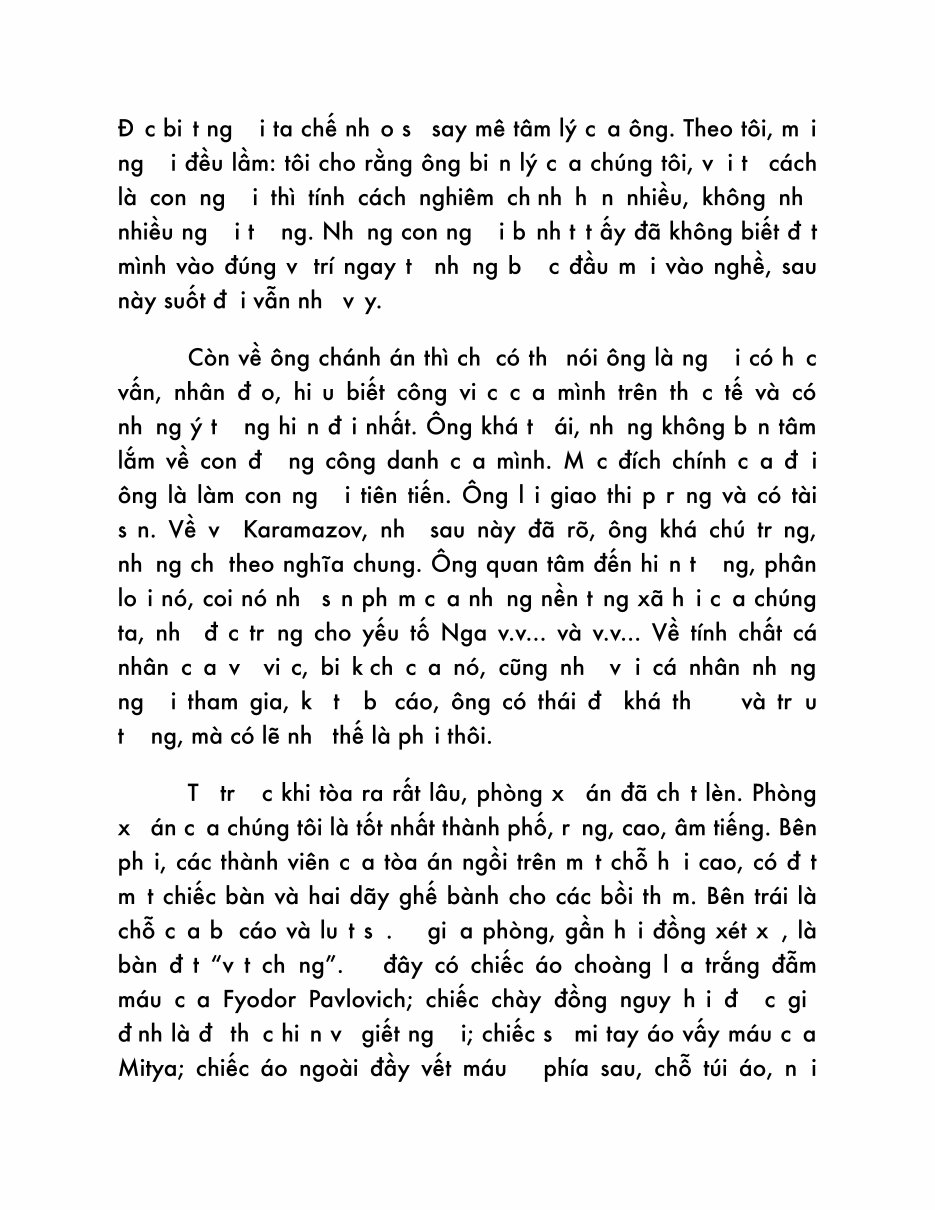 Đ c bi t ng  i ta chế nh o s  say mê tâm lý c a ông. Theo tôi, m i
ng  i đều lầm: tôi cho rằng ông bi n lý c a chúng tôi, v i t  cách
là con ng  i thì tính cách nghiêm ch nh h n nhiều, không nh
nhiều ng  i t  ng. Nh ng con ng  i b nh t t ấy đã không biết đ t
mình vào đúng v  trí ngay t  nh ng b  c đầu m i vào nghề, sau
này suốt đ i vẫn nh  v y.
Còn về ông chánh án thì ch  có th  nói ông là ng  i có h c
vấn, nhân đ o, hi u biết công vi c c a mình trên th c tế và có
nh ng ý t  ng hi n đ i nhất. Ông khá t  ái, nh ng không b n tâm
lắm về con đ  ng công danh c a mình. M c đích chính c a đ i
ông là làm con ng  i tiên tiến. Ông l i giao thi p r ng và có tài
s n. Về v  Karamazov, nh  sau này đã rõ, ông khá chú tr ng,
nh ng ch  theo nghĩa chung. Ông quan tâm đến hi n t  ng, phân
lo i nó, coi nó nh  s n ph m c a nh ng nền t ng xã h i c a chúng
ta, nh  đ c tr ng cho yếu tố Nga v.v... và v.v... Về tính chất cá
nhân c a v  vi c, bi k ch c a nó, cũng nh  v i cá nhân nh ng
ng  i tham gia, k  t  b  cáo, ông có thái đ  khá th    và tr u
t  ng, mà có lẽ nh  thế là ph i thôi.
T  tr  c khi tòa ra rất lâu, phòng x  án đã ch t lèn. Phòng
x  án c a chúng tôi là tốt nhất thành phố, r ng, cao, âm tiếng. Bên
ph i, các thành viên c a tòa án ngồi trên m t chỗ h i cao, có đ t
m t chiếc bàn và hai dãy ghế bành cho các bồi th m. Bên trái là
chỗ c a b  cáo và lu t s .   gi a phòng, gần h i đồng xét x , là
bàn đ t “v t ch ng”.   đây có chiếc áo choàng l a trắng đẫm
máu c a Fyodor Pavlovich; chiếc chày đồng nguy h i đ  c gi
đ nh là đ  th c hi n v  giết ng  i; chiếc s  mi tay áo vấy máu c a
Mitya; chiếc áo ngoài đầy vết máu   phía sau, chỗ túi áo, n i